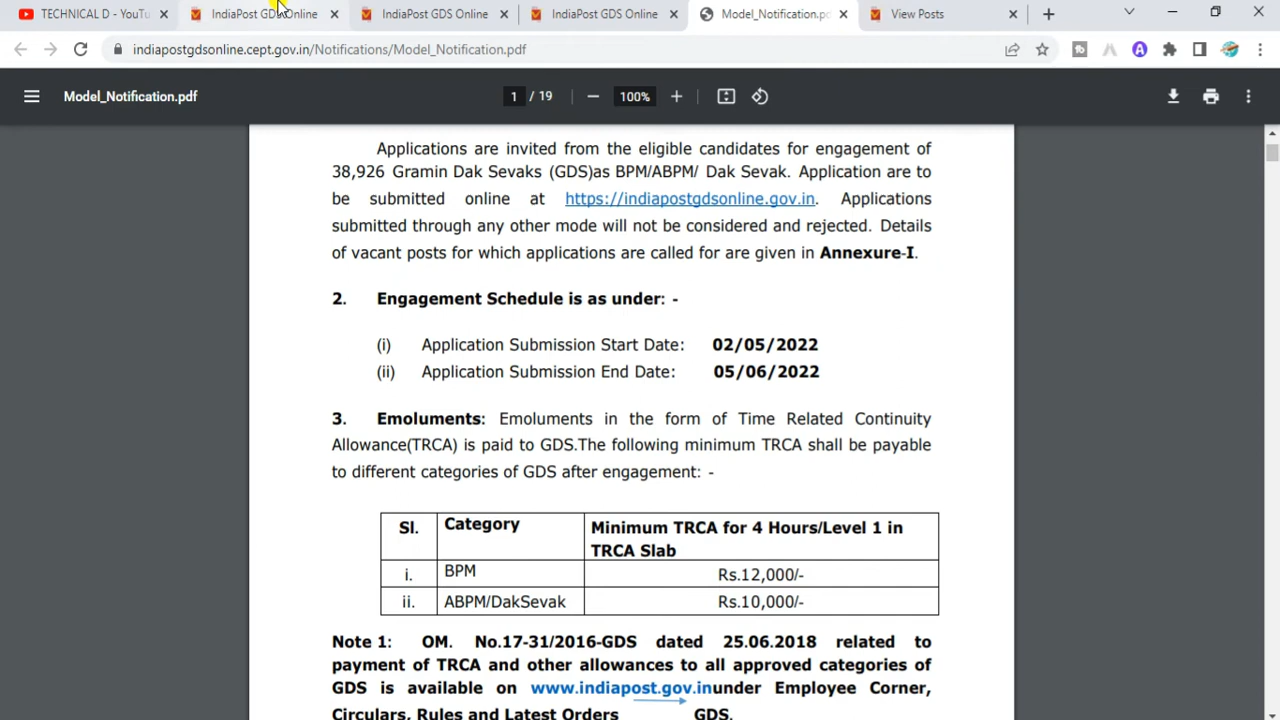 TECHNICAL D - YouTu
IndiaPost GDS Online
IndiaPost GDS Online
IndiaPost GDS Online
Model_Notification.pd
View Posts
indiapostgdsonline.cept.gov.in/Notifications/Model_Notification.pdf
Model_Notification.pdf
1 / 19
100%
Applications are invited from the eligible candidates for engagement of
38,926 Gramin Dak Sevaks (GDS)as BPM/ABPM/ Dak Sevak. Application are to
be submitted online at https://indiapostgdsonline.gov.in. Applications
submitted through any other mode will not be considered and rejected. Details
of vacant posts for which applications are called for are given in Annexure-I.
2. Engagement Schedule is as under: -
(i) Application Submission Start Date: 02/05/2022
(ii) Application Submission End Date: 05/06/2022
3. Emoluments: Emoluments in the form of Time Related Continuity
Allowance(TRCA) is paid to GDS.The following minimum TRCA shall be payable
to different categories of GDS after engagement: -
Sl. Category Minimum TRCA for 4 Hours/Level 1 in
TRCA Slab
i. BPM Rs.12,000/-
ii. ABPM/DakSevak Rs.10,000/-
Note 1: OM. No.17-31/2016-GDS dated 25.06.2018 related to
payment of TRCA and other allowances to all approved categories of
GDS is available on www.indiapost.gov.inunder Employee Corner,
Circulars, Rules and Latest Orders GDS.